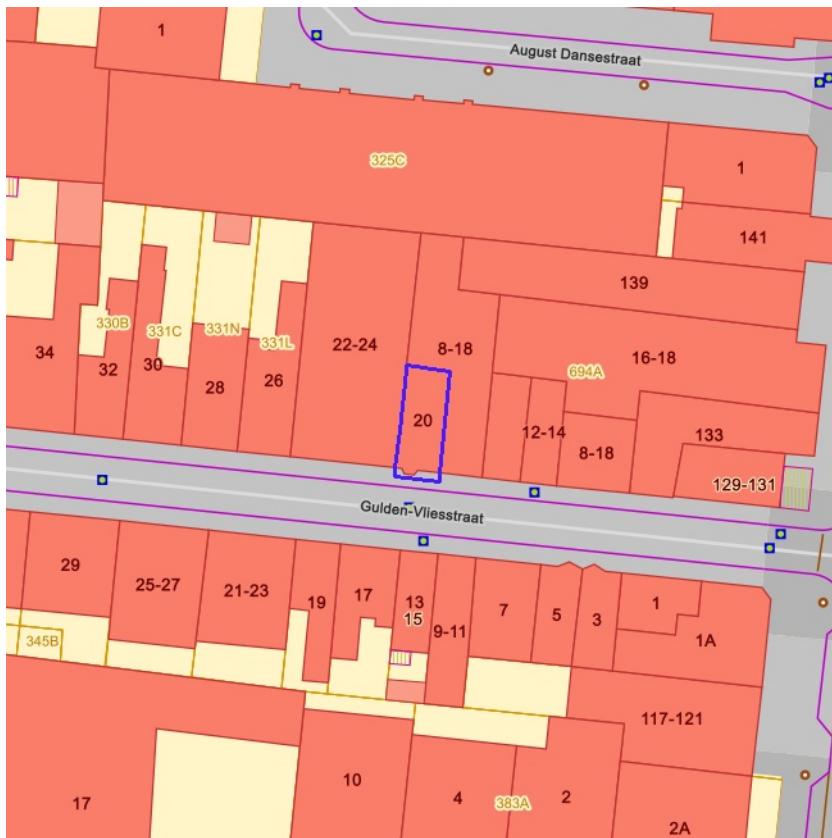 1
August Dansestraat
325C
1
141
139
330B
331C
331N
331L
22-24
8-18
16-18
694A
34
32
30
28
26
20
12-14
8-18
133
129-131
Gulden-Vliesstraat
29
25-27
21-23
19
17
13
15
9-11
7
5
3
1
1A
345B
117-121
17
10
4
383A
2
2A